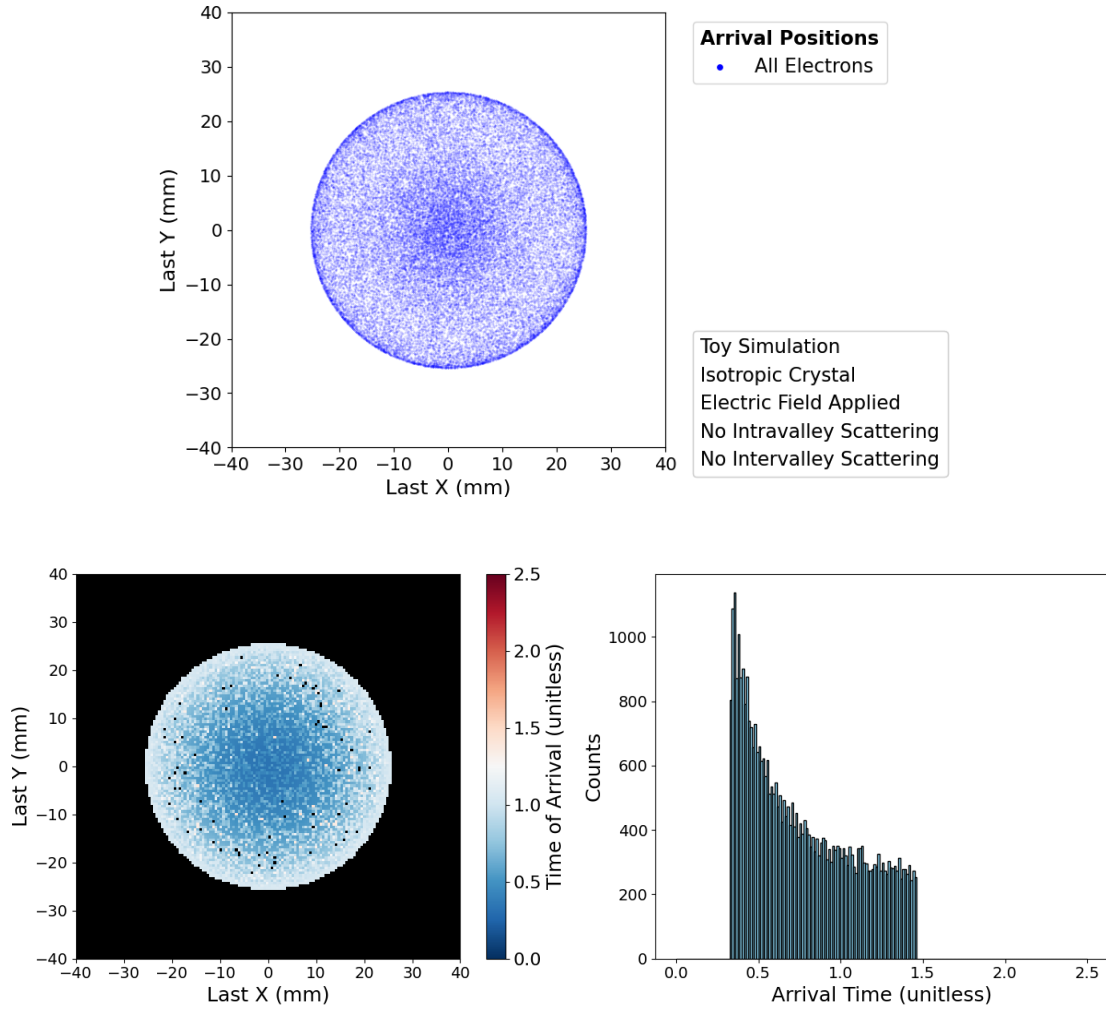 40
30
20
10
0
−10
−20
−30
−40
Last Y (mm)
−40 −30 −20 −10 0 10 20 30 40
Last X (mm)
Arrival Positions
All Electrons
Toy Simulation
Isotropic Crystal
Electric Field Applied
No Intravalley Scattering
No Intervalley Scattering
40
30
20
10
0
−10
−20
−30
−40
Last Y (mm)
−40 −30 −20 −10 0 10 20 30 40
Last X (mm)
2.5
2.0
1.5
1.0
0.5
0.0
Time of Arrival (unitless)
1000
800
600
400
200
0
Counts
0.0 0.5 1.0 1.5 2.0 2.5
Arrival Time (unitless)